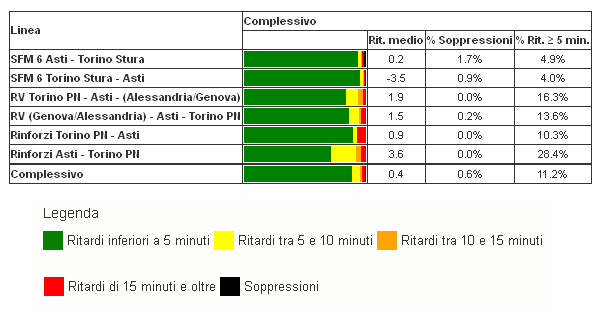 Linea Complessivo
Rit. medio % Soppressioni % Rit. ≥ 5 min.
SFM 6 Asti - Torino Stura 0.2 1.7% 4.9%
SFM 6 Torino Stura - Asti -3.5 0.9% 4.0%
RV Torino PN - Asti - (Alessandria/Genova) 1.9 0.0% 16.3%
RV (Genova/Alessandria) - Asti - Torino PN 1.5 0.2% 13.6%
Rinforzi Torino PN - Asti 0.9 0.0% 10.3%
Rinforzi Asti - Torino PN 3.6 0.0% 28.4%
Complessivo 0.4 0.6% 11.2%
Legenda
Ritardi inferiori a 5 minuti Ritardi tra 5 e 10 minuti Ritardi tra 10 e 15 minuti
Ritardi di 15 minuti e oltre Soppressioni